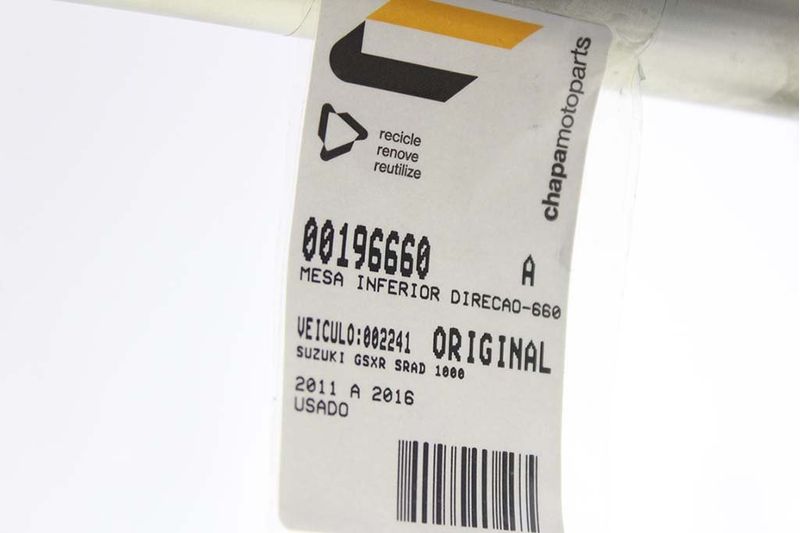 chapamotoparts
recicle
renove
reutilize
00196660 A
MESA INFERIOR DIRECAO-660
VEICULO:002241 ORIGINAL
SUZUKI GSXR SRAD 1000
2011 A 2016
USADO